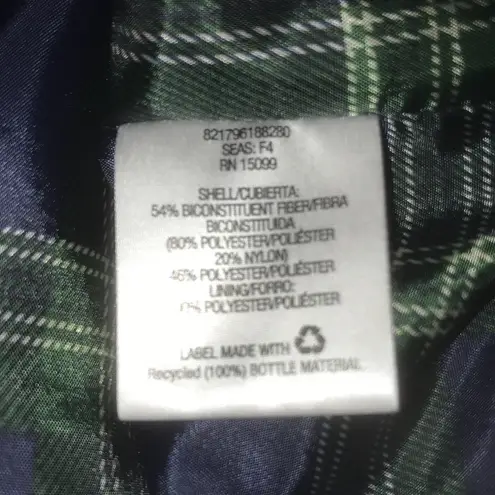 821796188280
SEAS: F4
RN 15099
SHELL/CUBIERTA:
54% BICONSTITUENT FIBER/FIBRA
BICONSTITUIDA
(80% POLYESTER/POLIÉSTER
20% NYLON)
46% POLYESTER/POLIÉSTER
LINING/FORRO:
POLYESTER/POLIÉSTER
LABEL MADE WITH
Recycled (100%) BOTTLE MATERIAL